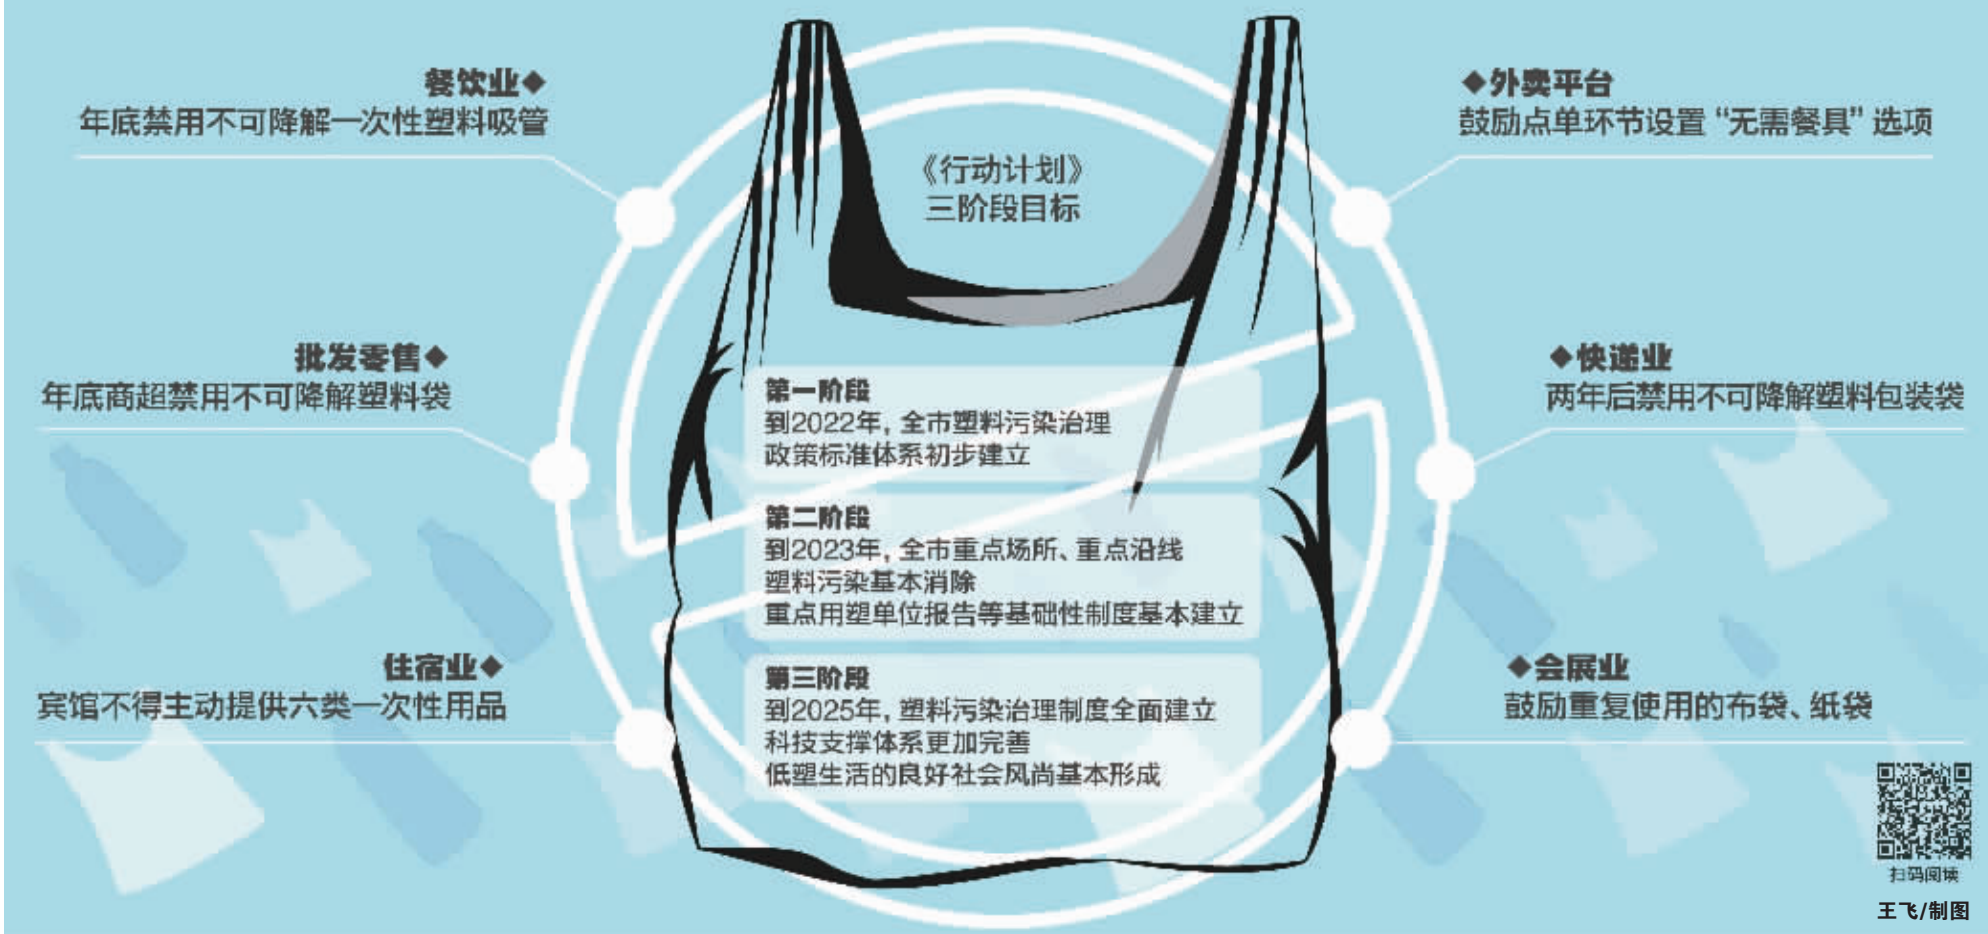 餐饮业◆
年底禁用不可降解一次性塑料吸管
批发零售◆
年底商超禁用不可降解塑料袋
住宿业◆
宾馆不得主动提供六类一次性用品
《行动计划》
三阶段目标
第一阶段
到2022年,全市塑料污染治理
政策标准体系初步建立
第二阶段
到2023年,全市重点场所、重点沿线
塑料污染基本消除
重点用塑单位报告等基础性制度基本建立
第三阶段
到2025年,塑料污染治理制度全面建立
科技支撑体系更加完善
低塑生活的良好社会风尚基本形成
◆外卖平台
鼓励点单环节设置“无需餐具”选项
◆快递业
两年后禁用不可降解塑料包装袋
◆会展业
鼓励重复使用的布袋、纸袋
扫码阅读
王飞/制图